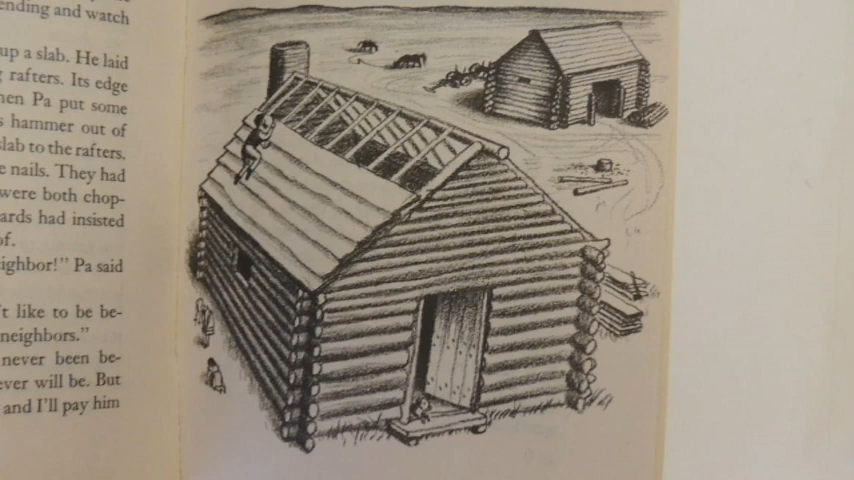 ending and watch
up a slab. He laid
rafters. Its edge
hen Pa put some
hammer out of
slab to the rafters.
e nails. They had
were both chop-
ards had insisted
of.
ighbor!” Pa said
't like to be be-
neighbors.”
never been be-
ever will be. But
and I'll pay him